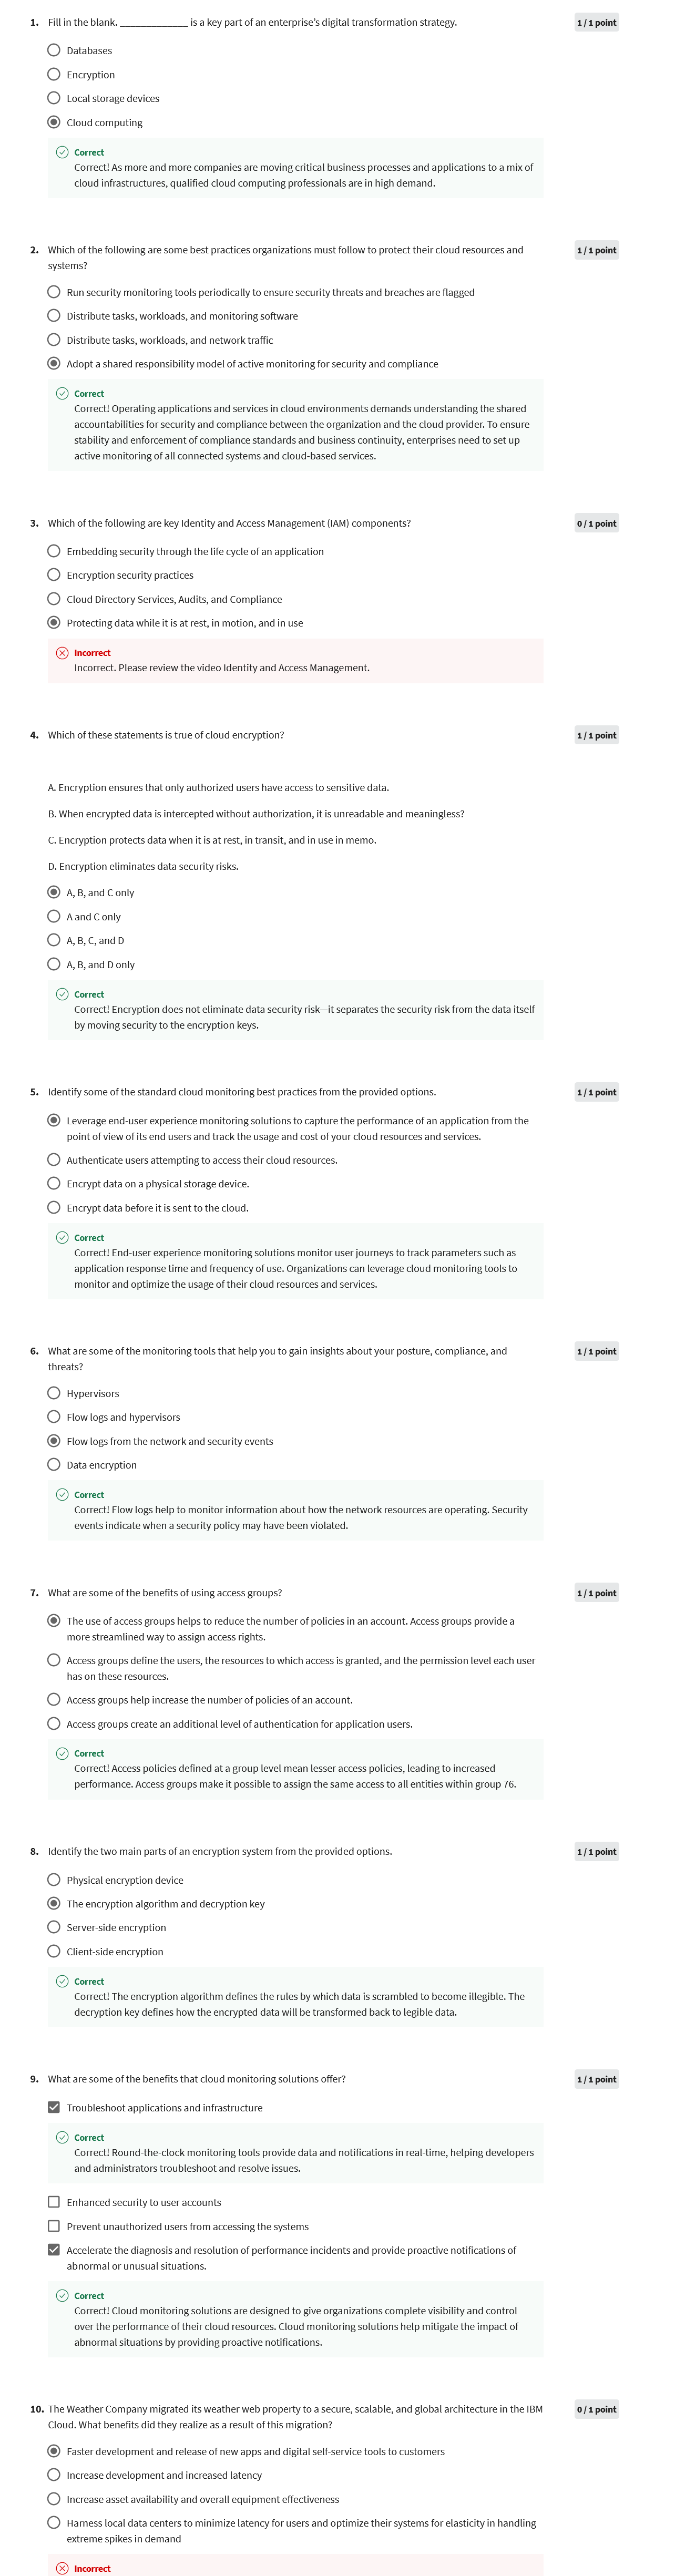 1. Fill in the blank. _____________ is a key part of an enterprise’s digital transformation strategy.
1 / 1 point
Databases
Encryption
Local storage devices
Cloud computing
Correct
Correct! As more and more companies are moving critical business processes and applications to a mix of
cloud infrastructures, qualified cloud computing professionals are in high demand.
2. Which of the following are some best practices organizations must follow to protect their cloud resources and
systems?
1 / 1 point
Run security monitoring tools periodically to ensure security threats and breaches are flagged
Distribute tasks, workloads, and monitoring software
Distribute tasks, workloads, and network traffic
Adopt a shared responsibility model of active monitoring for security and compliance
Correct
Correct! Operating applications and services in cloud environments demands understanding the shared
accountabilities for security and compliance between the organization and the cloud provider. To ensure
stability and enforcement of compliance standards and business continuity, enterprises need to set up
active monitoring of all connected systems and cloud-based services.
3. Which of the following are key Identity and Access Management (IAM) components?
0 / 1 point
Embedding security through the life cycle of an application
Encryption security practices
Cloud Directory Services, Audits, and Compliance
Protecting data while it is at rest, in motion, and in use
Incorrect
Incorrect. Please review the video Identity and Access Management.
4. Which of these statements is true of cloud encryption?
1 / 1 point
A. Encryption ensures that only authorized users have access to sensitive data.
B. When encrypted data is intercepted without authorization, it is unreadable and meaningless?
C. Encryption protects data when it is at rest, in transit, and in use in memo.
D. Encryption eliminates data security risks.
A, B, and C only
A and C only
A, B, C, and D
A, B, and D only
Correct
Correct! Encryption does not eliminate data security risk—it separates the security risk from the data itself
by moving security to the encryption keys.
5. Identify some of the standard cloud monitoring best practices from the provided options.
1 / 1 point
Leverage end-user experience monitoring solutions to capture the performance of an application from the
point of view of its end users and track the usage and cost of your cloud resources and services.
Authenticate users attempting to access their cloud resources.
Encrypt data on a physical storage device.
Encrypt data before it is sent to the cloud.
Correct
Correct! End-user experience monitoring solutions monitor user journeys to track parameters such as
application response time and frequency of use. Organizations can leverage cloud monitoring tools to
monitor and optimize the usage of their cloud resources and services.
6. What are some of the monitoring tools that help you to gain insights about your posture, compliance, and
threats?
1 / 1 point
Hypervisors
Flow logs and hypervisors
Flow logs from the network and security events
Data encryption
Correct
Correct! Flow logs help to monitor information about how the network resources are operating. Security
events indicate when a security policy may have been violated.
7. What are some of the benefits of using access groups?
1 / 1 point
The use of access groups helps to reduce the number of policies in an account. Access groups provide a
more streamlined way to assign access rights.
Access groups define the users, the resources to which access is granted, and the permission level each user
has on these resources.
Access groups help increase the number of policies of an account.
Access groups create an additional level of authentication for application users.
Correct
Correct! Access policies defined at a group level mean lesser access policies, leading to increased
performance. Access groups make it possible to assign the same access to all entities within group 76.
8. Identify the two main parts of an encryption system from the provided options.
1 / 1 point
Physical encryption device
The encryption algorithm and decryption key
Server-side encryption
Client-side encryption
Correct
Correct! The encryption algorithm defines the rules by which data is scrambled to become illegible. The
decryption key defines how the encrypted data will be transformed back to legible data.
9. What are some of the benefits that cloud monitoring solutions offer?
1 / 1 point
Troubleshoot applications and infrastructure
Correct
Correct! Round-the-clock monitoring tools provide data and notifications in real-time, helping developers
and administrators troubleshoot and resolve issues.
Enhanced security to user accounts
Prevent unauthorized users from accessing the systems
Accelerate the diagnosis and resolution of performance incidents and provide proactive notifications of
abnormal or unusual situations.
Correct
Correct! Cloud monitoring solutions are designed to give organizations complete visibility and control
over the performance of their cloud resources. Cloud monitoring solutions help mitigate the impact of
abnormal situations by providing proactive notifications.
10. The Weather Company migrated its weather web property to a secure, scalable, and global architecture in the IBM
Cloud. What benefits did they realize as a result of this migration?
0 / 1 point
Faster development and release of new apps and digital self-service tools to customers
Increase development and increased latency
Increase asset availability and overall equipment effectiveness
Harness local data centers to minimize latency for users and optimize their systems for elasticity in handling
extreme spikes in demand
Incorrect